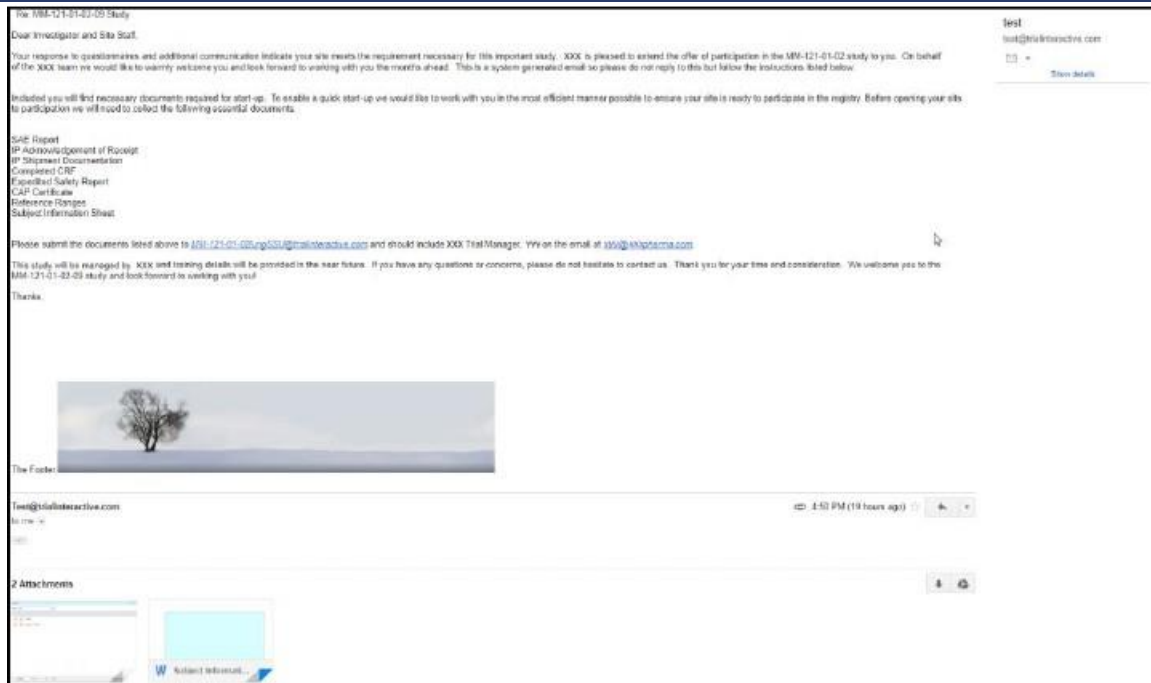 Re: MM-121-01-02-09 Study
test
test@trialinteractive.com
Show details
Dear Investigator and Site Staff,
Your response to questionnaires and additional communication indicate your site meets the requirement necessary for this important study. XXX is pleased to extend the offer of participation in the MM-121-01-02 study to you. On behalf
of the XXX team we would like to warmly welcome you and look forward to working with you the months ahead. This is a system generated email so please do not reply to this but follow the instructions listed below.
Included you will find necessary documents required for start-up. To enable a quick start-up we would like to work with you in the most efficient manner possible to ensure your site is ready to participate in the registry. Before opening your site
to participation we will need to collect the following essential documents.
SAE Report
IP Acknowledgement of Receipt
IP Shipment Documentation
Completed CRF
Expedited Safety Report
CAP Certificate
Reference Ranges
Subject Information Sheet
Please submit the documents listed above to and should include XXX Trial Manager, YYY on the email at
This study will be managed by XXX and training details will be provided in the near future. If you have any questions or concerns, please do not hesitate to contact us. Thank you for your time and consideration. We welcome you to the
MM-121-01-02-09 study and look forward to working with you!
Thanks,
The Footer
Test@trialinteractive.com
4:50 PM (19 hours ago)
to me
2 Attachments
W Subject Informati...